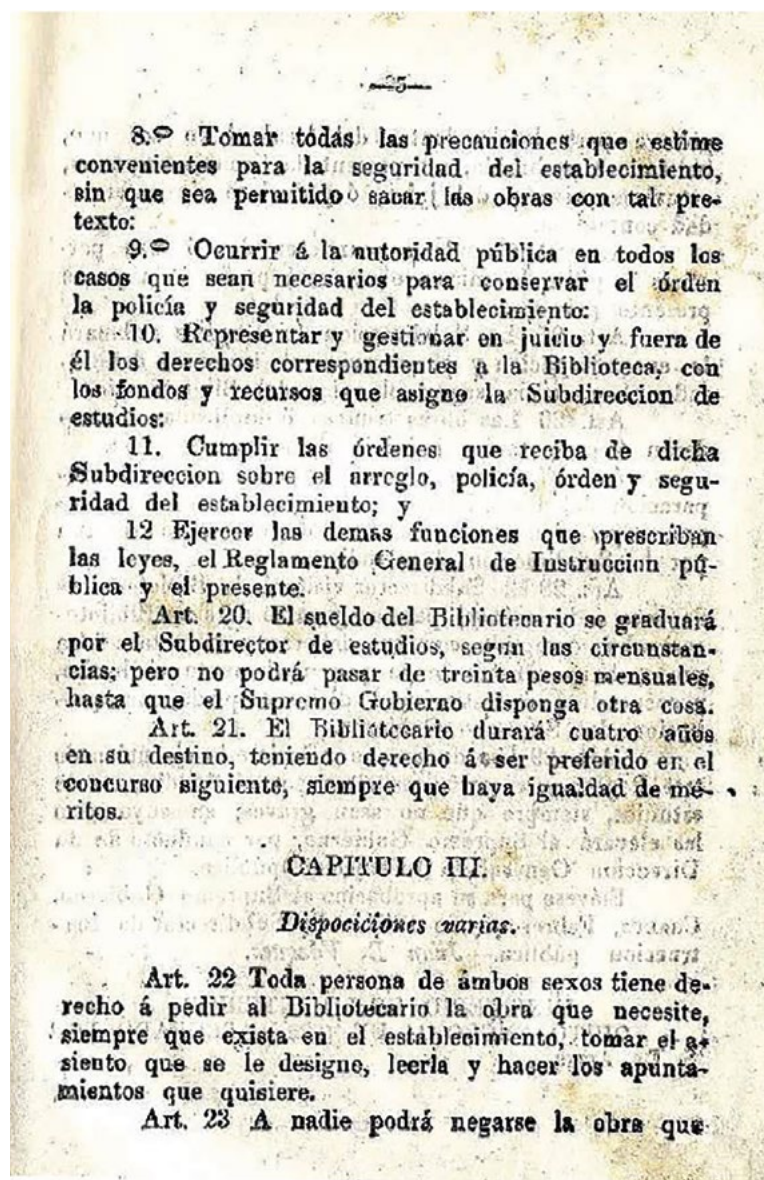 —25—
8.º Tomar todas las precauciones que estime
convenientes para la seguridad del establecimiento,
sin que sea permitido sacar las obras con tal pre-
texto:
9.º Ocurrir á la autoridad pública en todos los
casos que sean necesarios para conservar el órden
la policía y seguridad del establecimiento:
10. Representar y gestionar en juicio y fuera de
él los derechos correspondientes a la Biblioteca, con
los fondos y recursos que asigne la Subdireccion de
estudios:
11. Cumplir las órdenes que reciba de dicha
Subdireccion sobre el arreglo, policía, órden y segu-
ridad del establecimiento; y
12 Ejercer las demas funciones que prescriban
las leyes, el Reglamento General de Instruccion pú-
blica y el presente.
Art. 20. El sueldo del Bibliotecario se graduará
por el Subdirector de estudios, segun las circunstan-
cias; pero no podrá pasar de treinta pesos mensuales,
hasta que el Supremo Gobierno disponga otra cosa.
Art. 21. El Bibliotecario durará cuatro años
en su destino, teniendo derecho á ser preferido en el
concurso siguiente, siempre que haya igualdad de mé-
ritos.
CAPITULO III.
Dispociciones varias.
Art. 22 Toda persona de ámbos sexos tiene de-
recho á pedir al Bibliotecario la obra que necesite,
siempre que exista en el establecimiento, tomar el a-
siento que se le designe, leerla y hacer los apunta-
mientos que quisiere.
Art. 23 A nadie podrá negarse la obra que